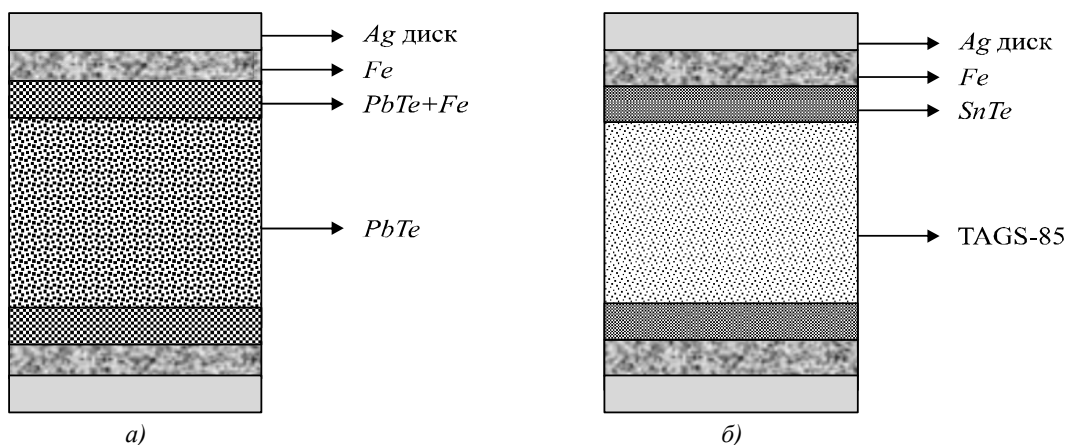 Ag диск
Fe
PbTe+Fe
PbTe
а)
Ag диск
Fe
SnTe
TAGS-85
б)